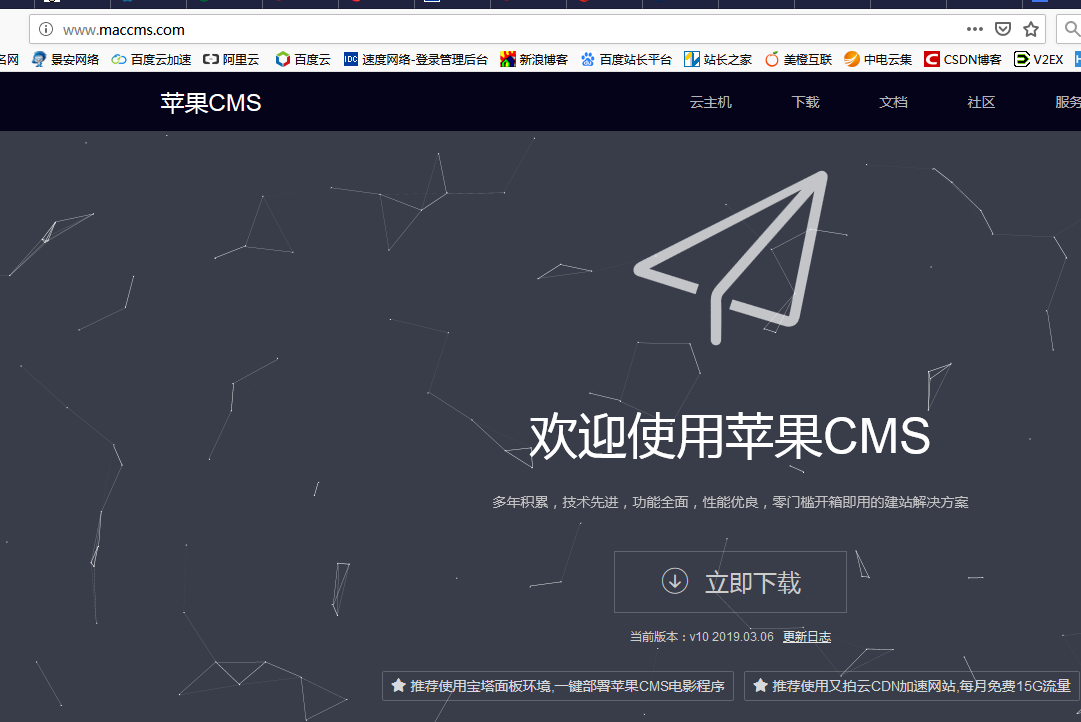 www.maccms.com
名网 景安网络 百度云加速 阿里云 百度云 IDC 速度网络-登录管理后台 新浪博客 百度站长平台 站长之家 美橙互联 中电云集 C CSDN博客 V2EX
苹果CMS 云主机 下载 文档 社区 服务
欢迎使用苹果CMS
多年积累，技术先进，功能全面，性能优良，零门槛开箱即用的建站解决方案
立即下载
当前版本：v10 2019.03.06 更新日志
推荐使用宝塔面板环境,一键部署苹果CMS电影程序 推荐使用又拍云CDN加速网站,每月免费15G流量